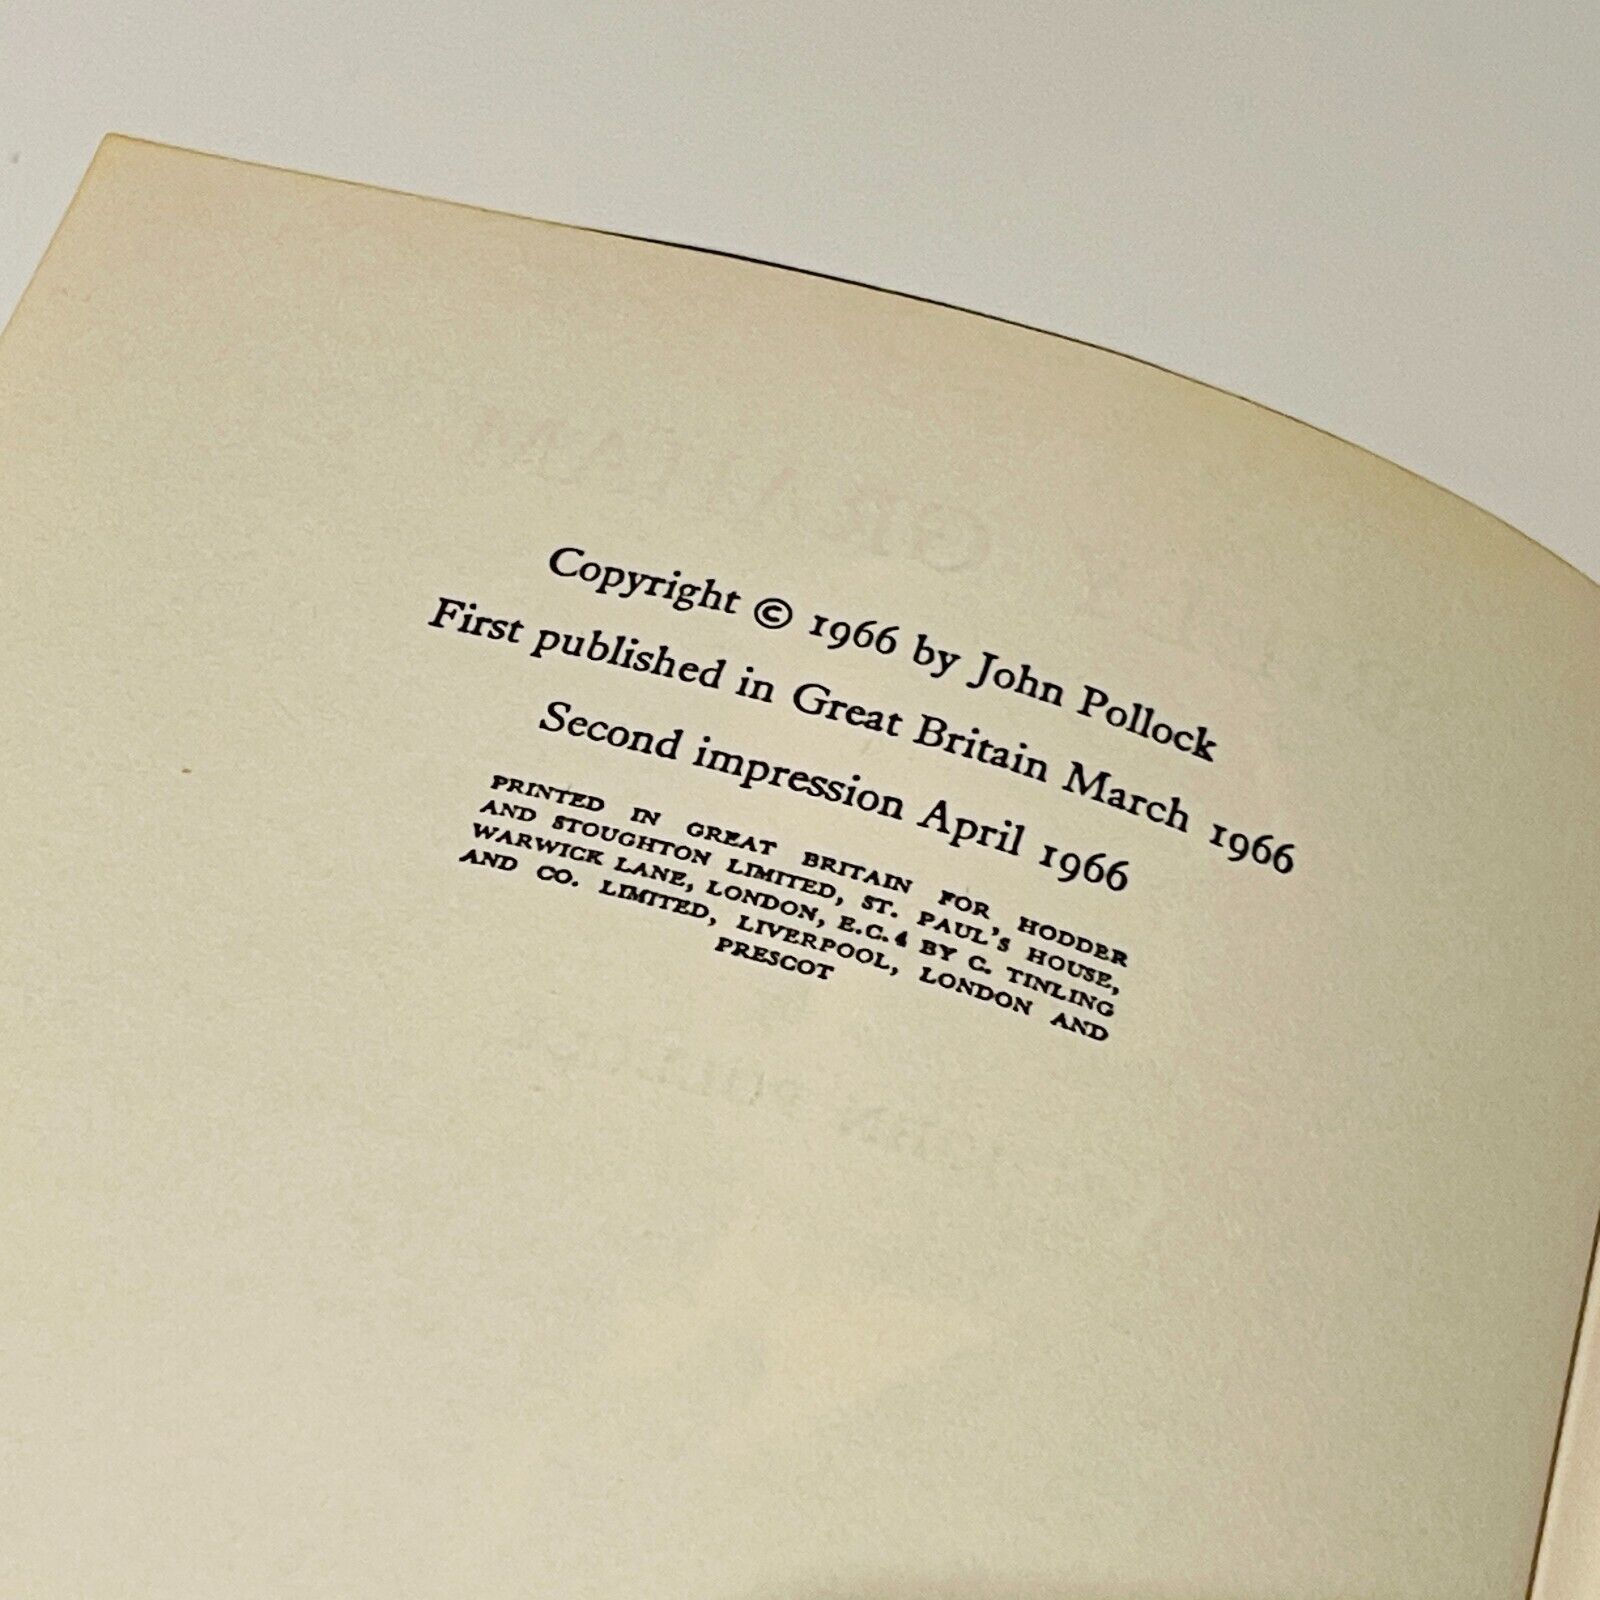 Copyright © 1966 by John Pollock
First published in Great Britain March 1966
Second impression April 1966
PRINTED IN GREAT BRITAIN FOR HODDER
AND STOUGHTON LIMITED, ST. PAUL'S HOUSE,
WARWICK LANE, LONDON, E.C.4 BY C. TINLING
AND CO. LIMITED, LIVERPOOL, LONDON AND
PRESCOT